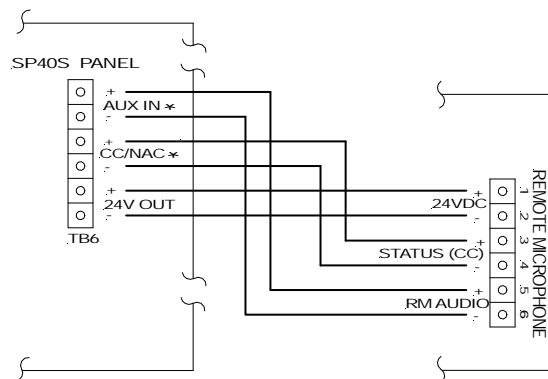 SP40S PANEL
+
AUX IN *
-
+
CC/NAC *
-
+
24V OUT
-
TB6
+
24VDC
-
+
STATUS (CC)
-
+
RM AUDIO
-
1
2
3
4
5
6
REMOTE MICROPHONE